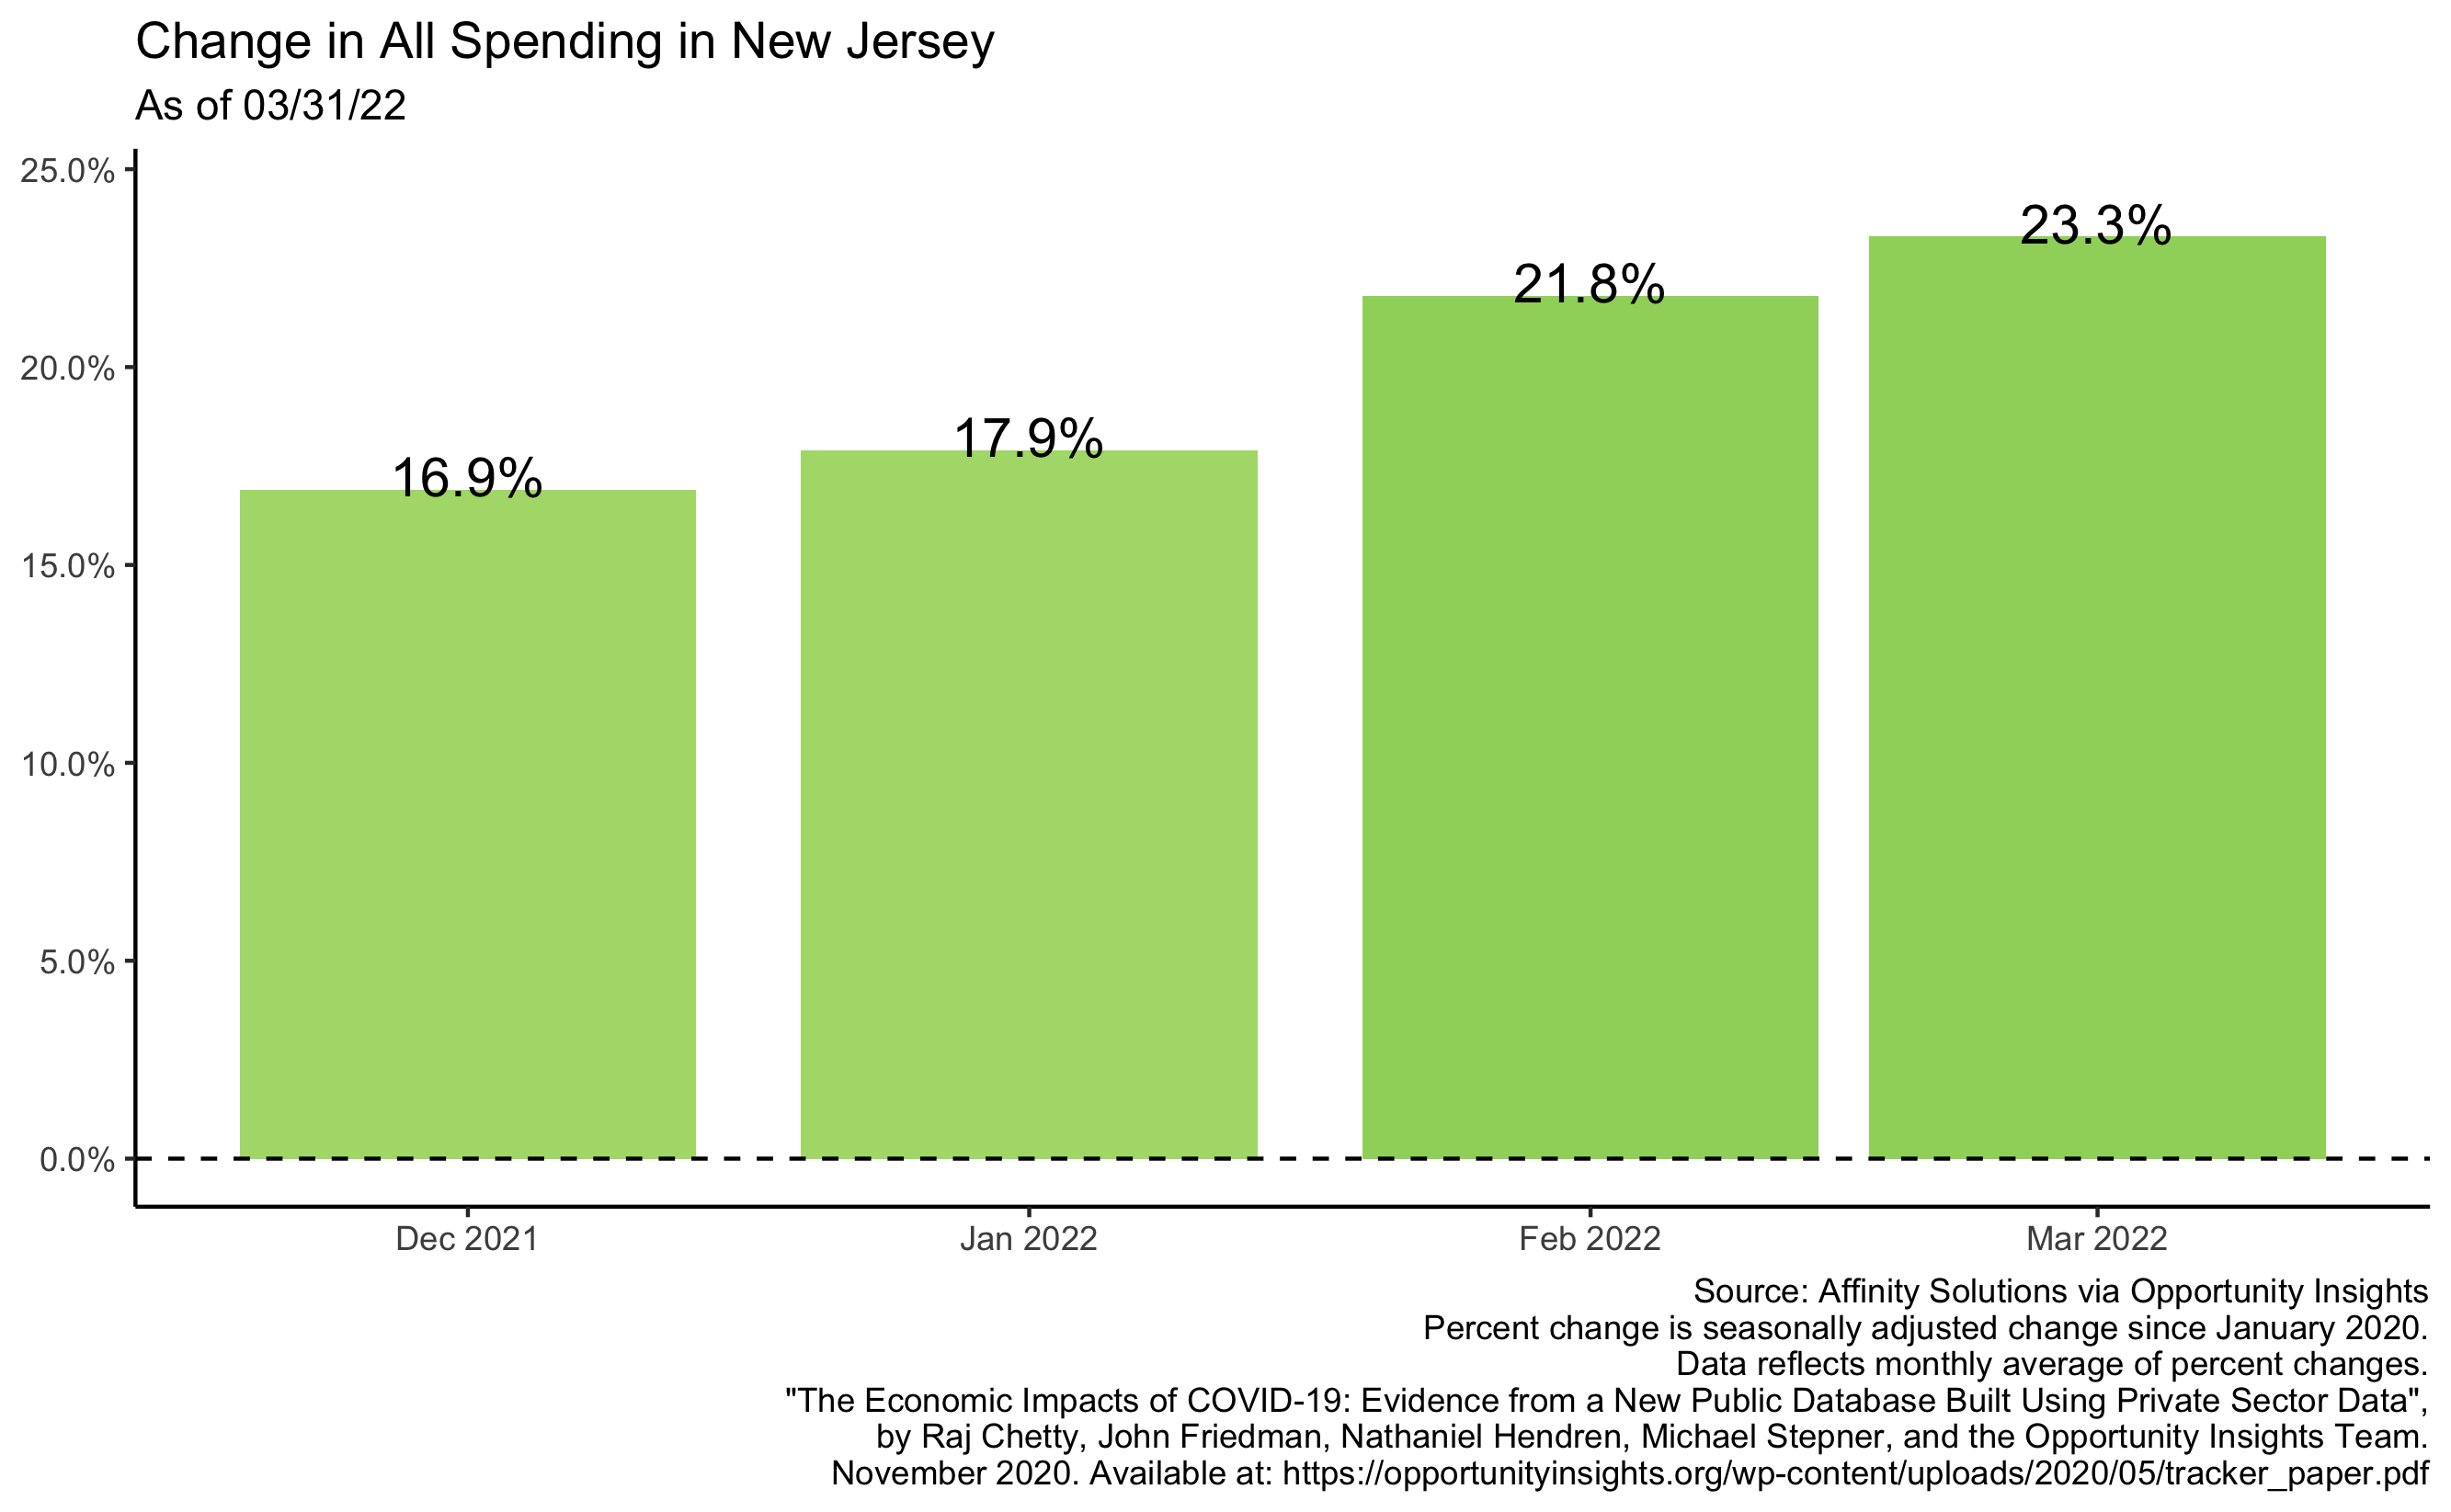 Change in All Spending in New Jersey
As of 03/31/22
25.0%
20.0%
15.0%
10.0%
5.0%
0.0%
16.9%
17.9%
21.8%
23.3%
Dec 2021
Jan 2022
Feb 2022
Mar 2022
Source: Affinity Solutions via Opportunity Insights
Percent change is seasonally adjusted change since January 2020.
Data reflects monthly average of percent changes.
"The Economic Impacts of COVID-19: Evidence from a New Public Database Built Using Private Sector Data",
by Raj Chetty, John Friedman, Nathaniel Hendren, Michael Stepner, and the Opportunity Insights Team.
November 2020. Available at: https://opportunityinsights.org/wp-content/uploads/2020/05/tracker_paper.pdf